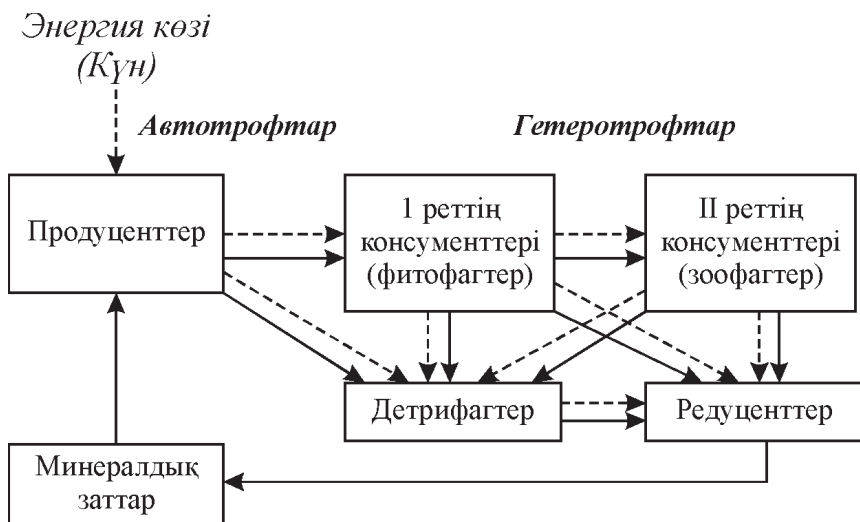 Энергия көзі
(Күн)
Автотрофтар
Гетеротрофтар
Продуценттер
1 реттің
консументтері
(фитофагтер)
II реттің
консументтері
(зоофагтер)
Детрифагтер
Редуценттер
Минералдық
заттар